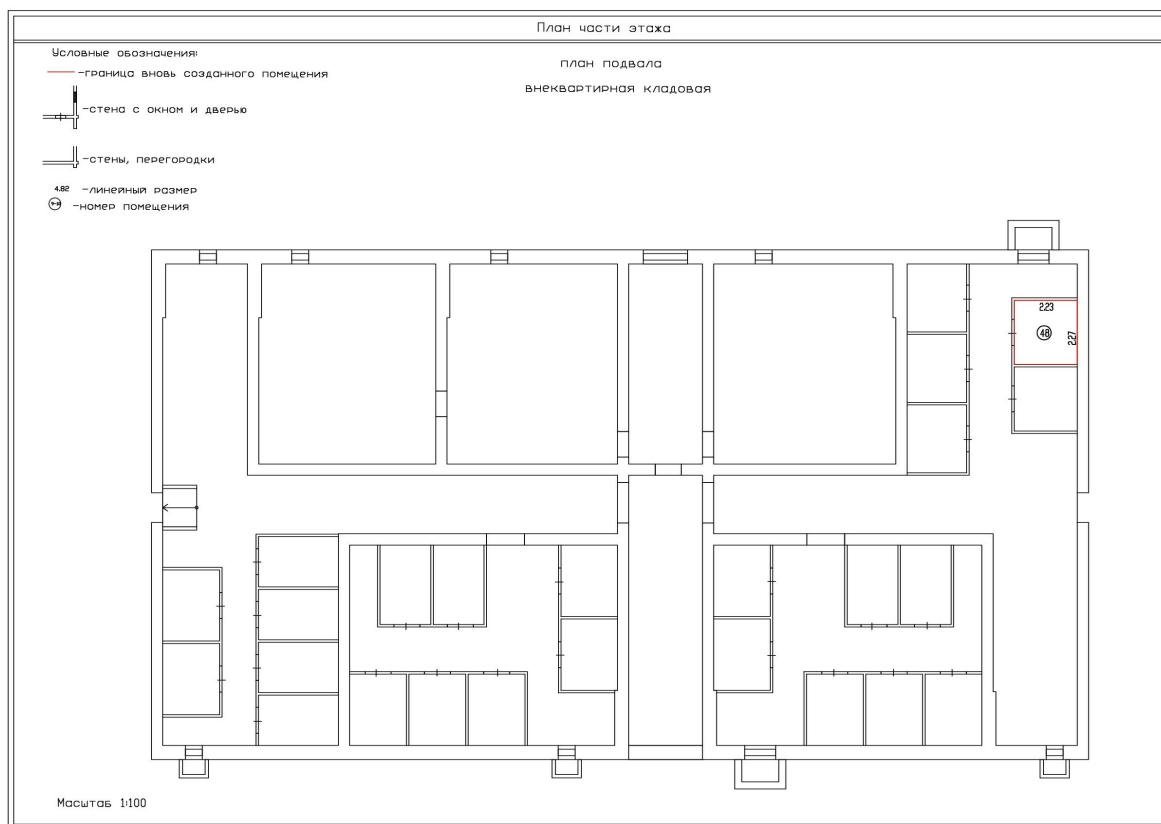 План части этажа
Условные обозначения:
план подвала
-граница вновь созданного помещения
внеквартирная кладовая
-стена с окном и дверью
-стены, перегородки
4.82 -линейный размер
-номер помещения
2.23
48
2.27
Масштаб 1:100